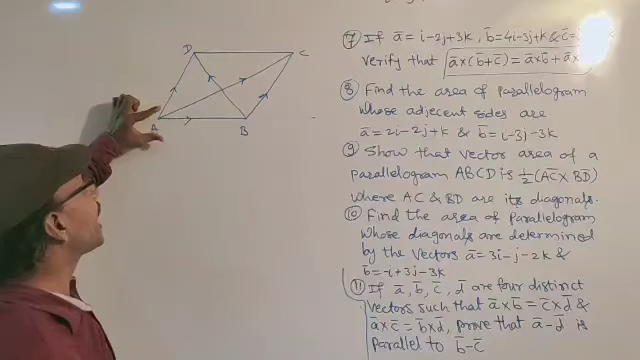 D
C
A
B
⑦ If a̅ = i-2j+3k, b̅ = 4i-3j+k & c̅ =
verify that a̅×(b̅+c̅) = a̅×b̅ + a̅×
⑧ Find the area of parallelogram
whose adjecent sides are
a̅ = 2i-2j+k & b̅ = i-3j-3k
⑨ Show that vector area of a
parallelogram ABCD is 1/2 (A̅C̅ × B̅D̅)
where AC & BD are its diagonals.
⑩ Find the area of parallelogram
whose diagonals are determined
by the vectors a̅ = 3i-j-2k &
b̅ = -i+3j-3k
⑪ If a̅, b̅, c̅, d̅ are four distinct
vectors such that a̅×b̅ = c̅×d̅ &
a̅×c̅ = b̅×d̅, prove that a̅-d̅ is
parallel to b̅-c̅